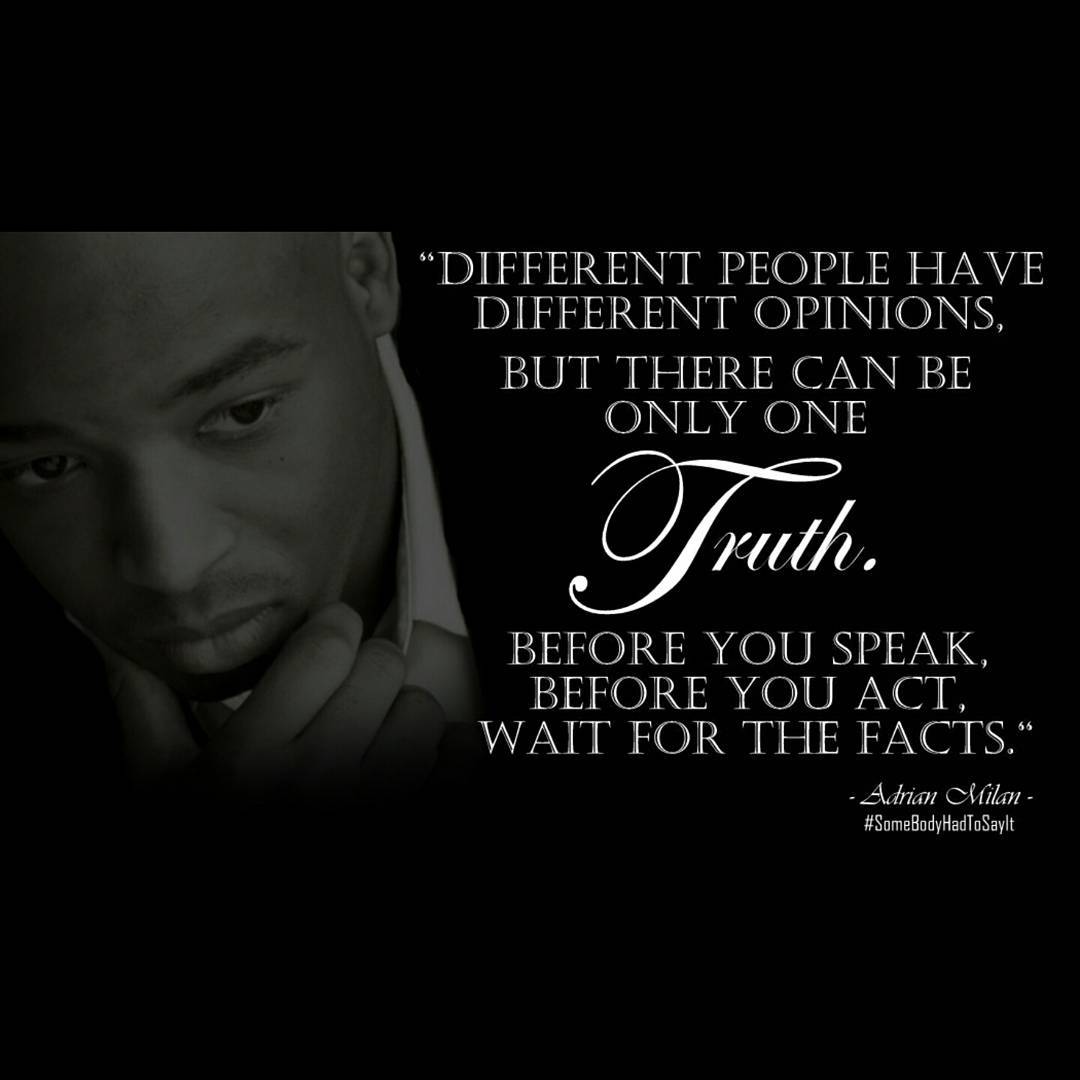 “DIFFERENT PEOPLE HAVE
DIFFERENT OPINIONS,
BUT THERE CAN BE
ONLY ONE
Truth.
BEFORE YOU SPEAK,
BEFORE YOU ACT,
WAIT FOR THE FACTS.“
- Adrian Milan -
#SomeBodyHadToSayIt